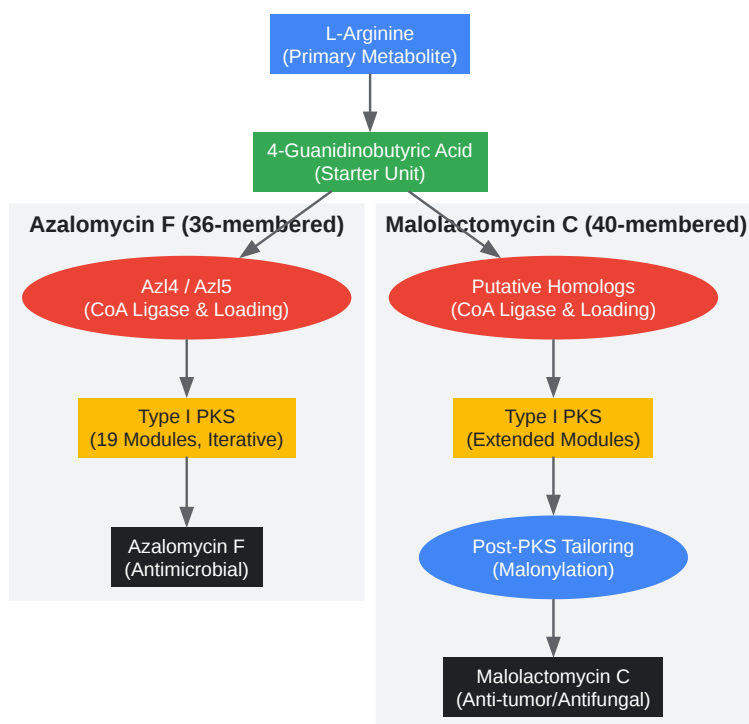 L-Arginine
(Primary Metabolite)
4-Guanidinobutyric Acid
(Starter Unit)
Azalomycin F (36-membered)
Malolactomycin C (40-membered)
Azl4 / Azl5
(CoA Ligase & Loading)
Putative Homologs
(CoA Ligase & Loading)
Type I PKS
(19 Modules, Iterative)
Type I PKS
(Extended Modules)
Azalomycin F
(Antimicrobial)
Post-PKS Tailoring
(Malonylation)
Malolactomycin C
(Anti-tumor/Antifungal)